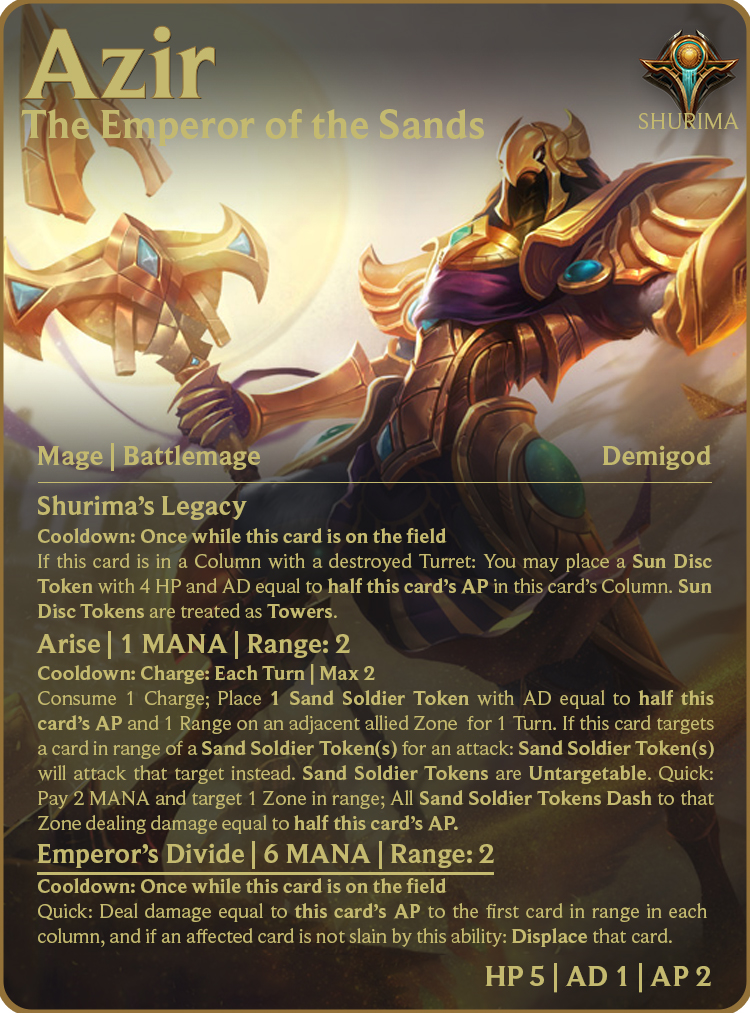 Azir
The Emperor of the Sands
SHURIMA
Mage | Battlemage
Demigod
Shurima's Legacy
Cooldown: Once while this card is on the field
If this card is in a Column with a destroyed Turret: You may place a Sun Disc
Token with 4 HP and AD equal to half this card's AP in this card's Column. Sun
Disc Tokens are treated as Towers.
Arise | 1 MANA | Range: 2
Cooldown: Charge: Each Turn | Max 2
Consume 1 Charge; Place 1 Sand Soldier Token with AD equal to half this
card's AP and 1 Range on an adjacent allied Zone for 1 Turn. If this card targets
a card in range of a Sand Soldier Token(s) for an attack: Sand Soldier Token(s)
will attack that target instead. Sand Soldier Tokens are Untargetable. Quick:
Pay 2 MANA and target 1 Zone in range; All Sand Soldier Tokens Dash to that
Zone dealing damage equal to half this card's AP.
Emperor's Divide | 6 MANA | Range: 2
Cooldown: Once while this card is on the field
Quick: Deal damage equal to this card's AP to the first card in range in each
column, and if an affected card is not slain by this ability: Displace that card.
HP 5 | AD 1 | AP 2